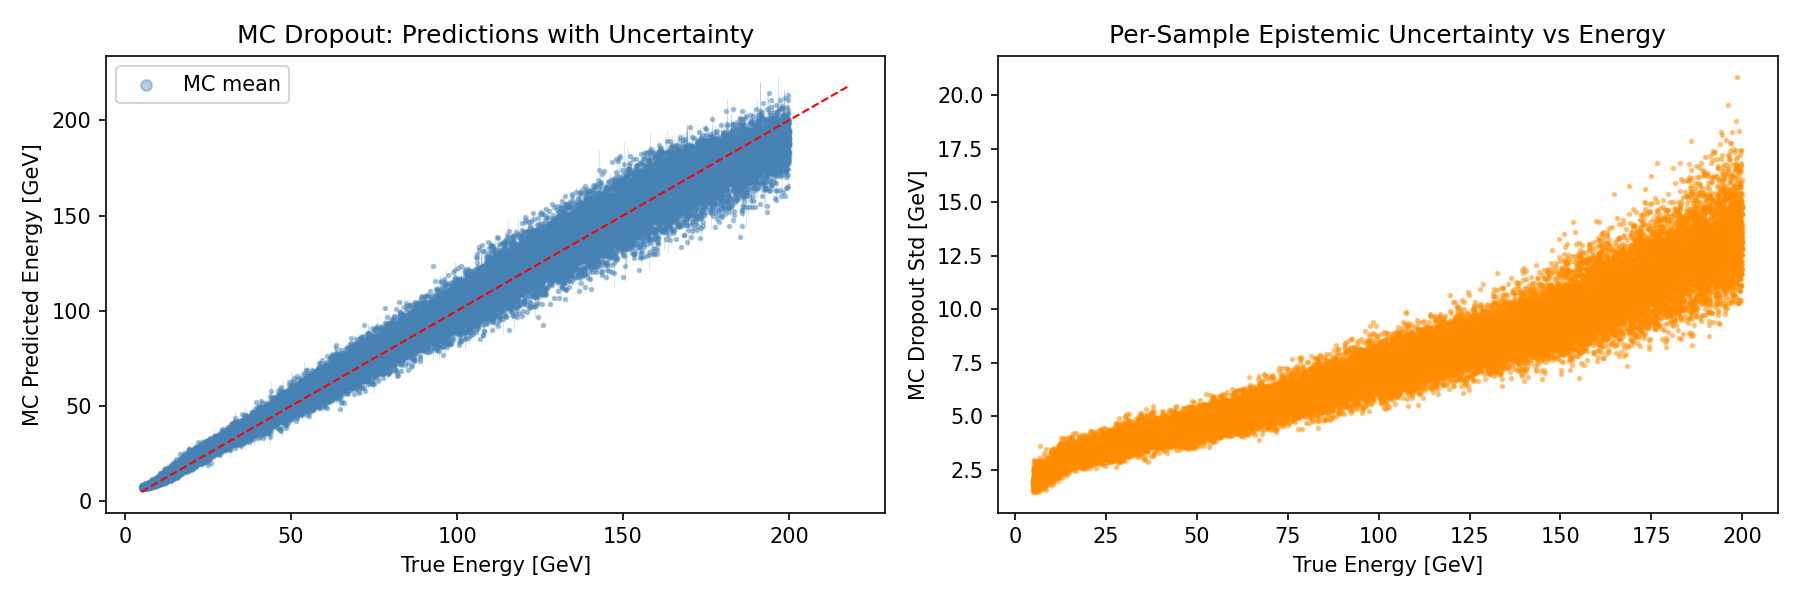 MC Dropout: Predictions with Uncertainty
MC mean
MC Predicted Energy [GeV]
200
150
100
50
0
0 50 100 150 200
True Energy [GeV]
Per-Sample Epistemic Uncertainty vs Energy
MC Dropout Std [GeV]
20.0
17.5
15.0
12.5
10.0
7.5
5.0
2.5
0 25 50 75 100 125 150 175 200
True Energy [GeV]